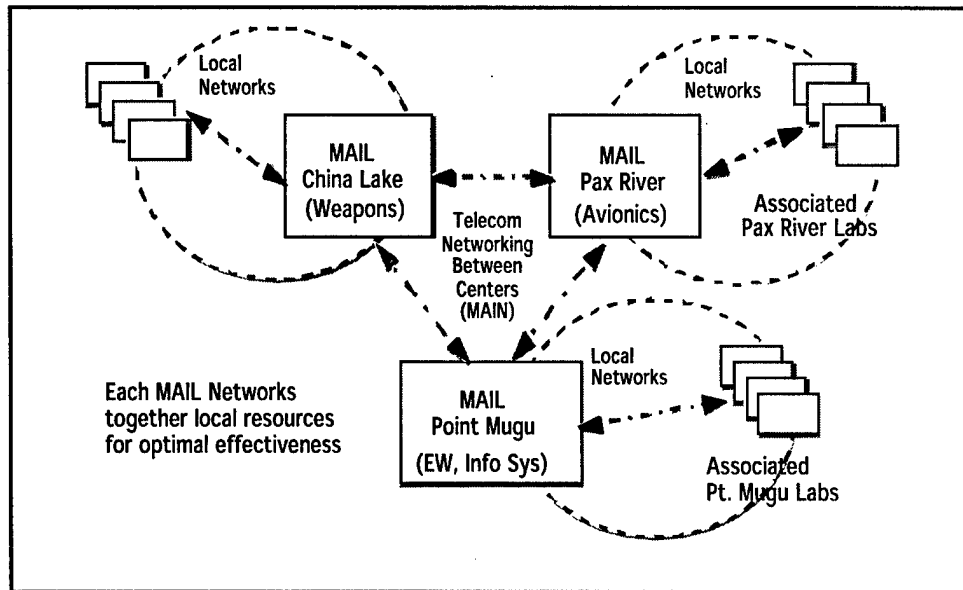 Local
Networks
MAIL
China Lake
(Weapons)
MAIL
Pax River
(Avionics)
Local
Networks
Associated
Pax River Labs
Telecom
Networking
Between
Centers
(MAIN)
Each MAIL Networks
together local resources
for optimal effectiveness
MAIL
Point Mugu
(EW, Info Sys)
Local
Networks
Associated
Pt. Mugu Labs